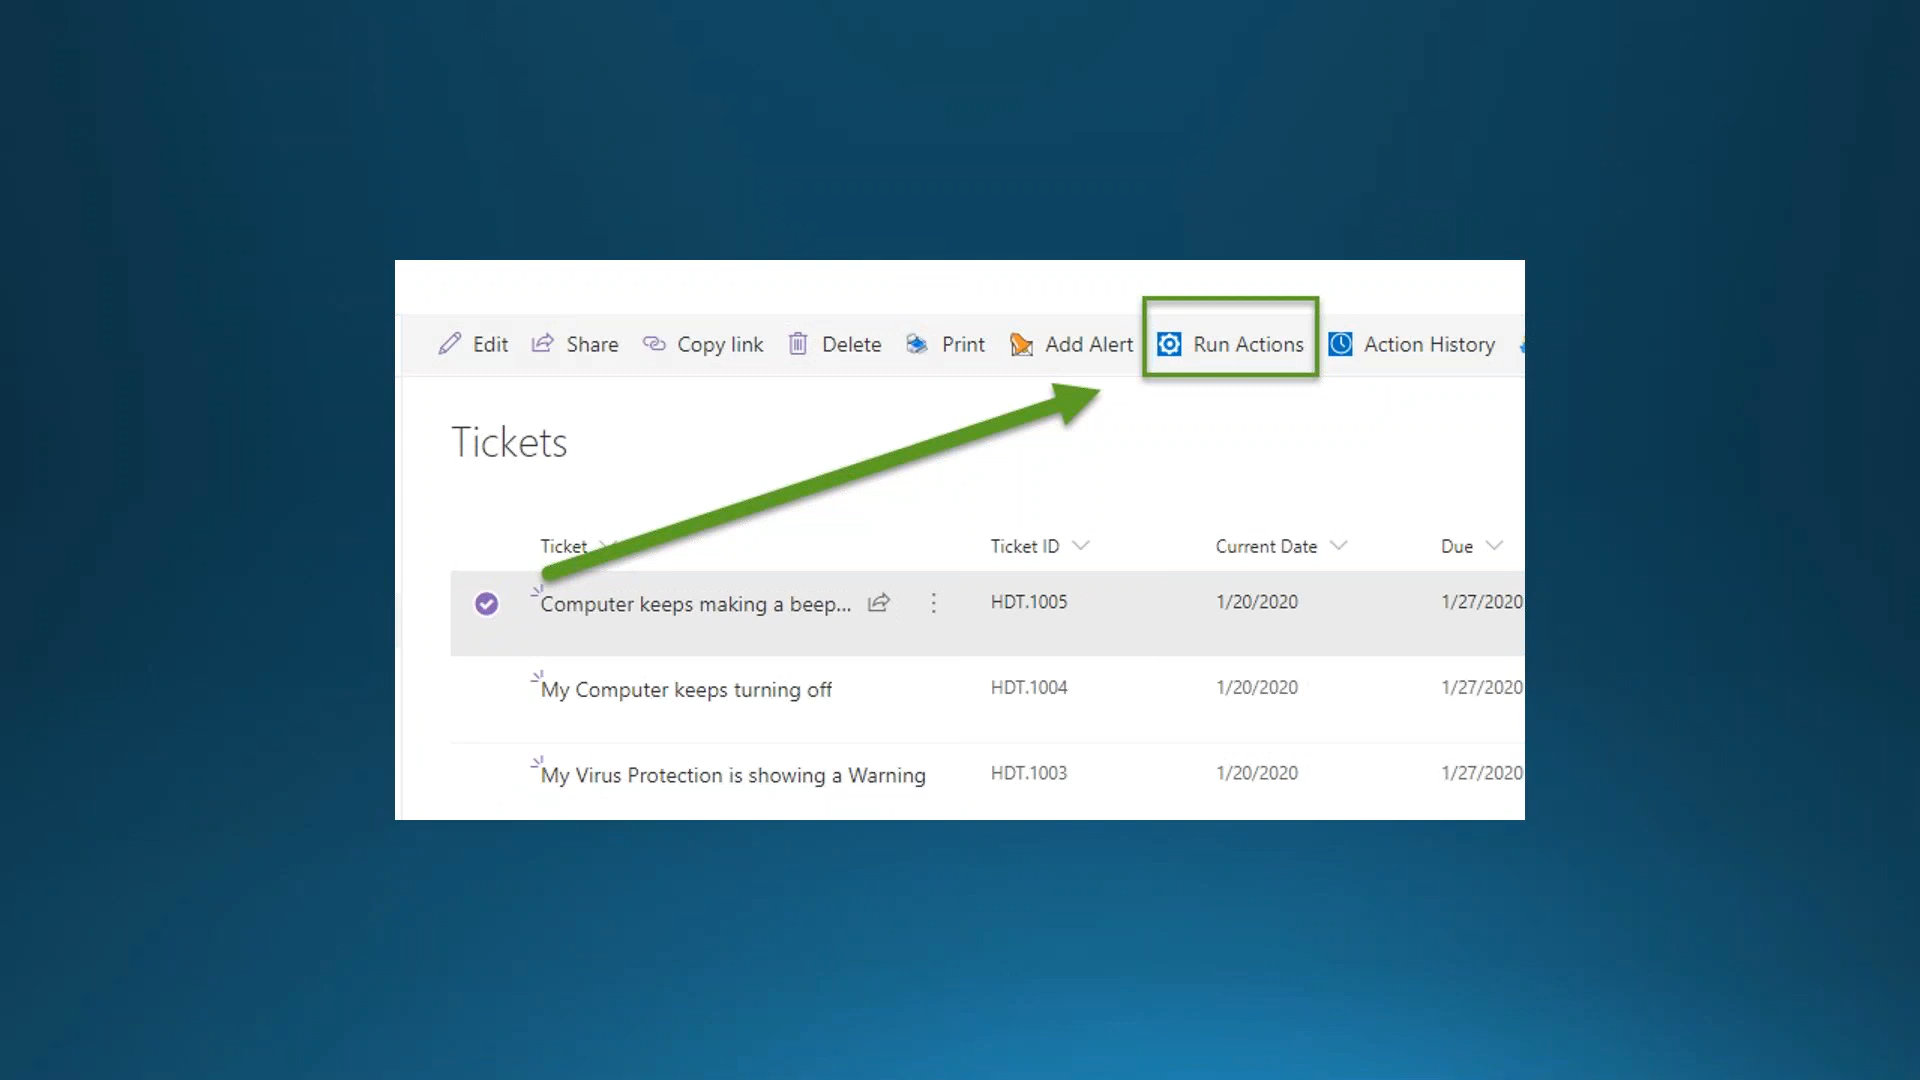 Edit Share Copy link Delete Print Add Alert Run Actions Action History
Tickets
Ticket Ticket ID Current Date Due
Computer keeps making a beep... HDT.1005 1/20/2020 1/27/2020
My Computer keeps turning off HDT.1004 1/20/2020 1/27/2020
My Virus Protection is showing a Warning HDT.1003 1/20/2020 1/27/2020